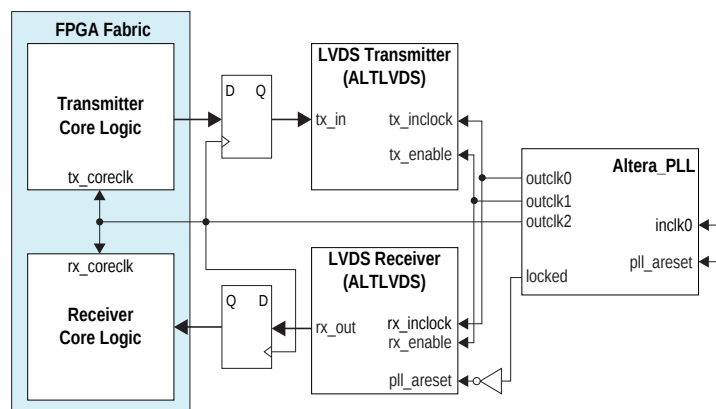 FPGA Fabric
Transmitter
Core Logic
tx_coreclk
D Q
LVDS Transmitter
(ALTLVDS)
tx_in
tx_inclock
tx_enable
Altera_PLL
outclk0
outclk1
outclk2
locked
inclk0
pll_areset
rx_coreclk
Receiver
Core Logic
Q D
LVDS Receiver
(ALTLVDS)
rx_out
rx_inclock
rx_enable
pll_areset